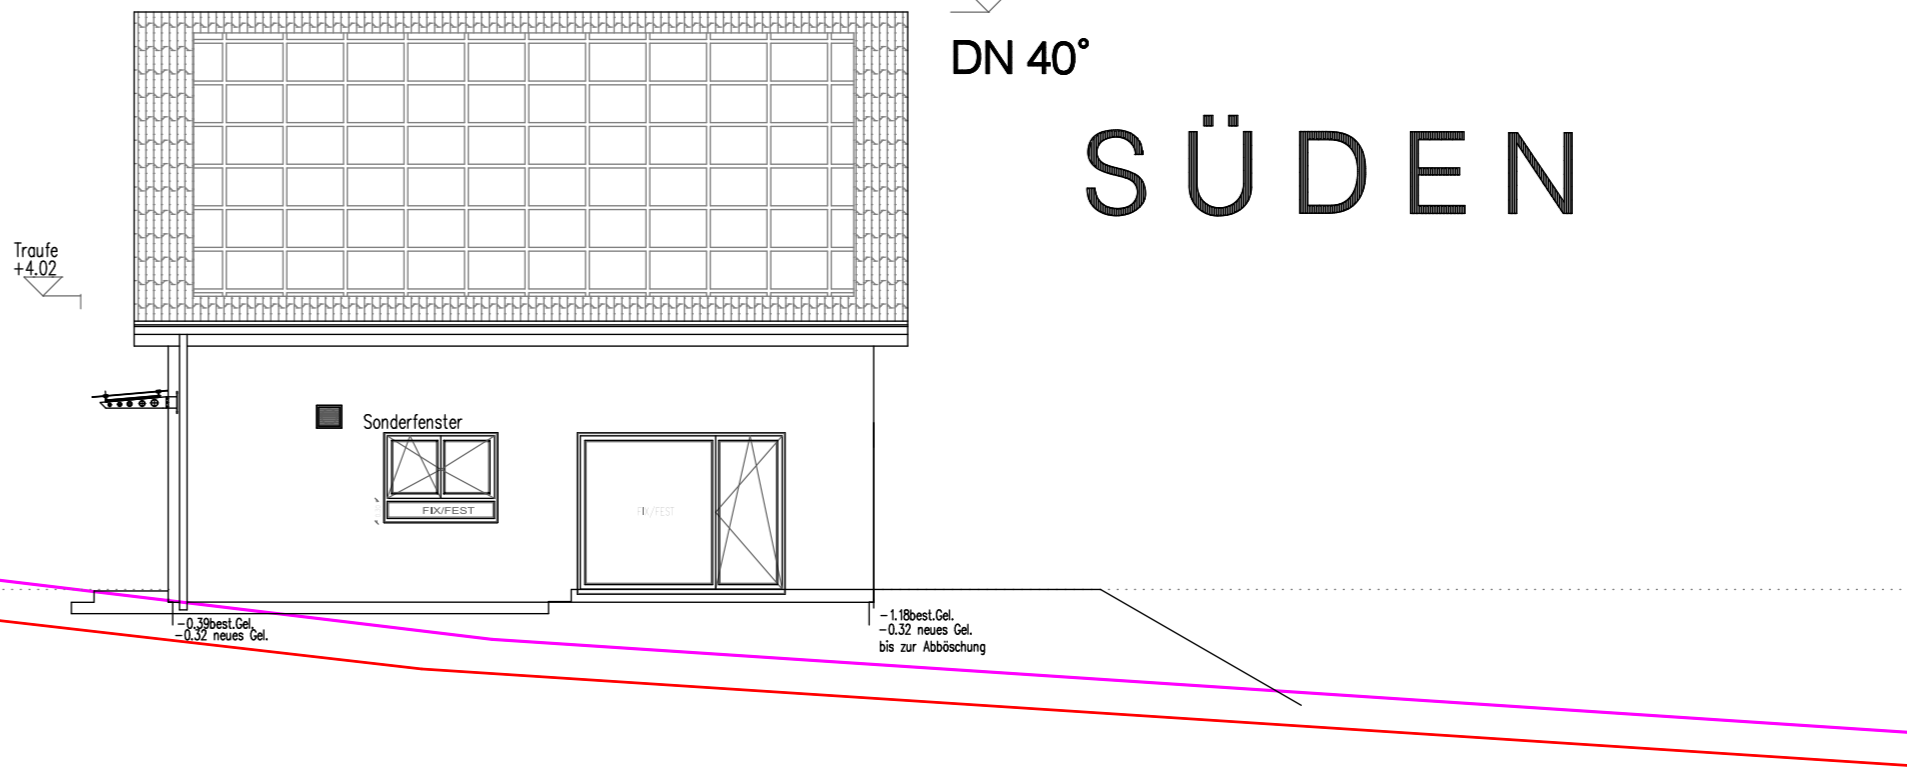 DN 40°
SÜDEN
Traufe
+4.02
Sonderfenster
FIX/FEST
FIX/FEST
-0.39best.Gel.
-0.32 neues Gel.
-1.18best.Gel.
-0.32 neues Gel.
bis zur Abböschung